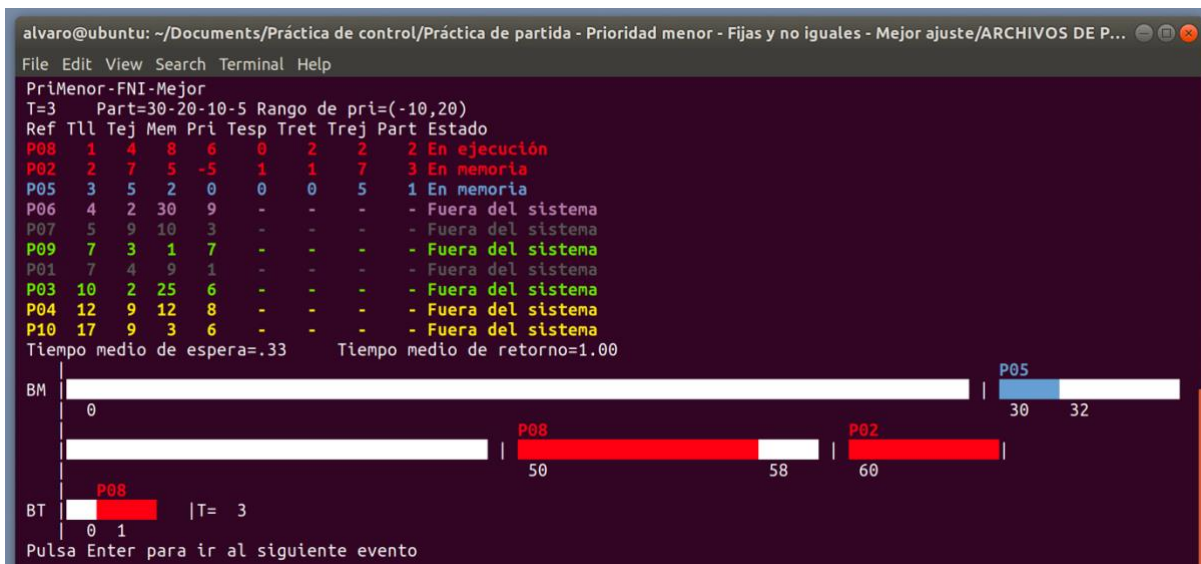 alvaro@ubuntu: ~/Documents/Práctica de control/Práctica de partida - Prioridad menor - Fijas y no iguales - Mejor ajuste/ARCHIVOS DE P...
File Edit View Search Terminal Help
PriMenor-FNI-Mejor
T=3 Part=30-20-10-5 Rango de pri=(-10,20)
Ref Tll Tej Mem Pri Tesp Tret Trej Part Estado
P08 1 4 8 6 0 2 2 2 En ejecución
P02 2 7 5 -5 1 1 7 3 En memoria
P05 3 5 2 0 0 0 5 1 En memoria
P06 4 2 30 9 - - - - Fuera del sistema
P07 5 9 10 3 - - - - Fuera del sistema
P09 7 3 1 7 - - - - Fuera del sistema
P01 7 4 9 1 - - - - Fuera del sistema
P03 10 2 25 6 - - - - Fuera del sistema
P04 12 9 12 8 - - - - Fuera del sistema
P10 17 9 3 6 - - - - Fuera del sistema
Tiempo medio de espera=.33 Tiempo medio de retorno=1.00
| P05
BM | |
| 0 30 32
| P08 P02
| | | |
| 50 58 60
| P08
BT | |T= 3
| 0 1
Pulsa Enter para ir al siguiente evento